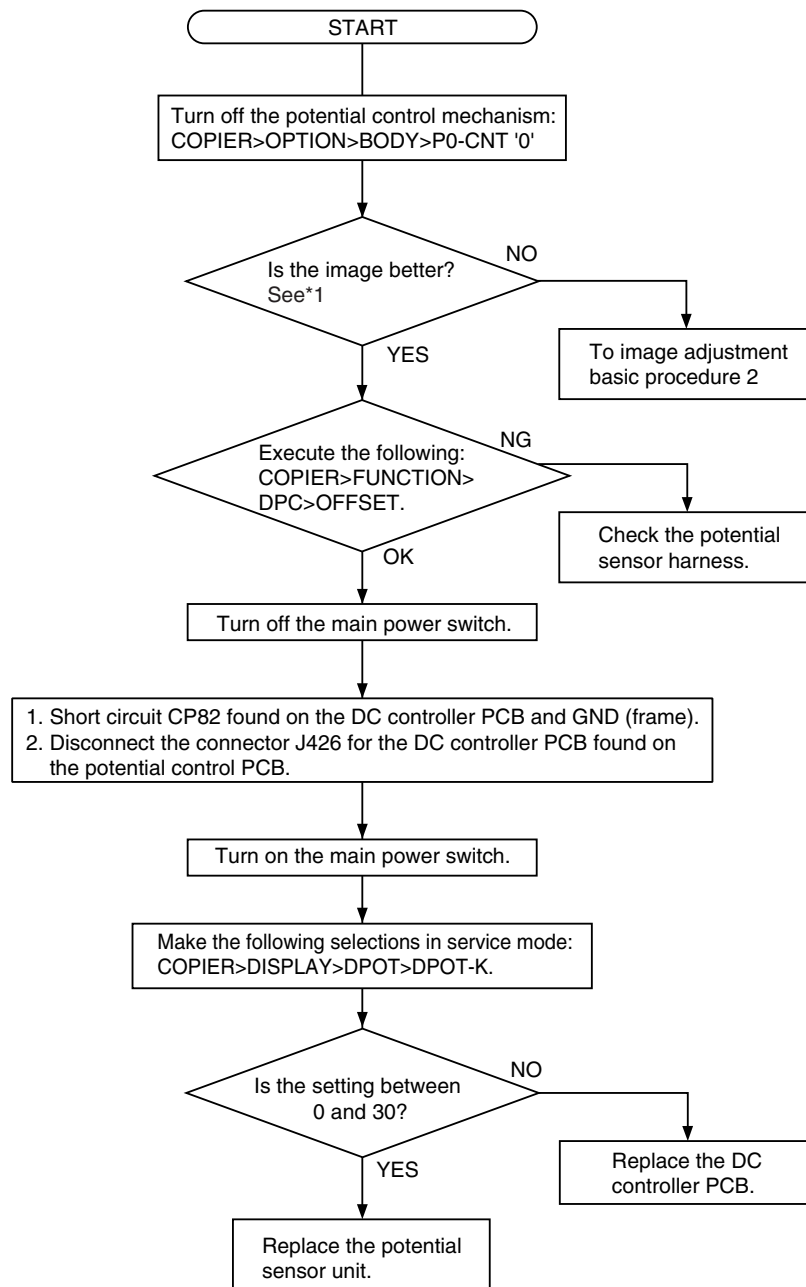 START
Turn off the potential control mechanism:
COPIER>OPTION>BODY>P0-CNT '0'
Is the image better?
See*1
NO
To image adjustment
basic procedure 2
YES
Execute the following:
COPIER>FUNCTION>
DPC>OFFSET.
NG
Check the potential
sensor harness.
OK
Turn off the main power switch.
1. Short circuit CP82 found on the DC controller PCB and GND (frame).
2. Disconnect the connector J426 for the DC controller PCB found on
the potential control PCB.
Turn on the main power switch.
Make the following selections in service mode:
COPIER>DISPLAY>DPOT>DPOT-K.
Is the setting between
0 and 30?
NO
Replace the DC
controller PCB.
YES
Replace the potential
sensor unit.